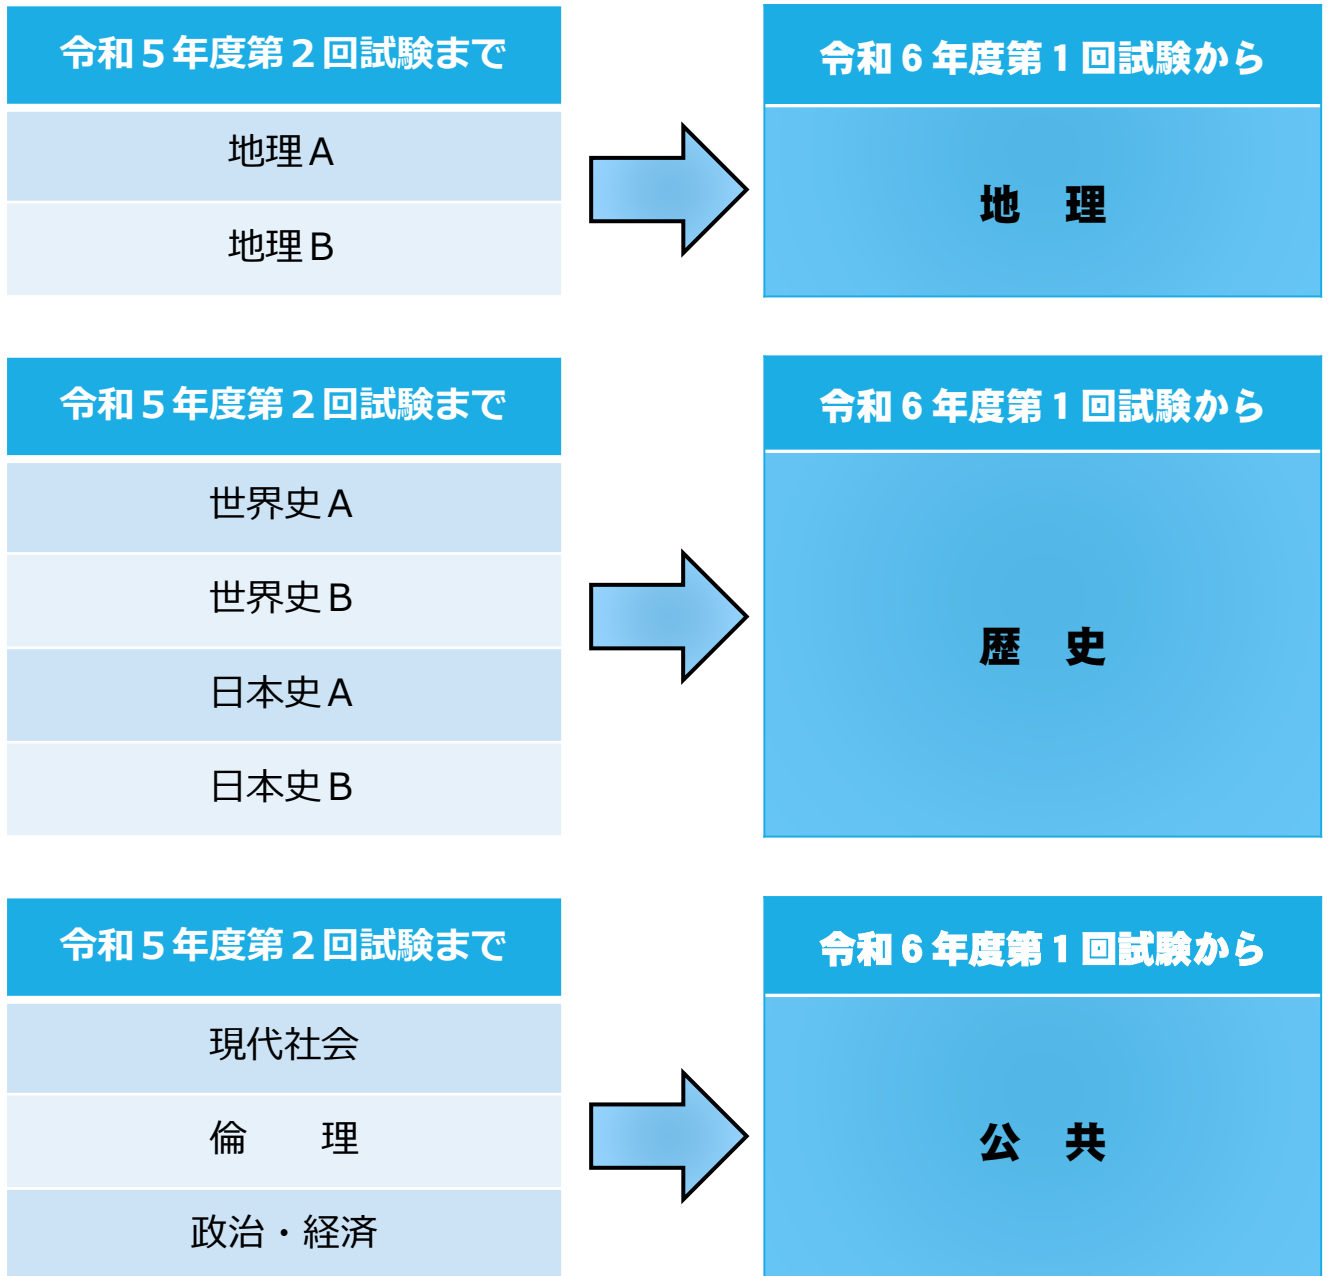 令和５年度第２回試験まで
地理Ａ
地理Ｂ
令和６年度第１回試験から
地　理
令和５年度第２回試験まで
世界史Ａ
世界史Ｂ
日本史Ａ
日本史Ｂ
令和６年度第１回試験から
歴　史
令和５年度第２回試験まで
現代社会
倫　　理
政治・経済
令和６年度第１回試験から
公　共